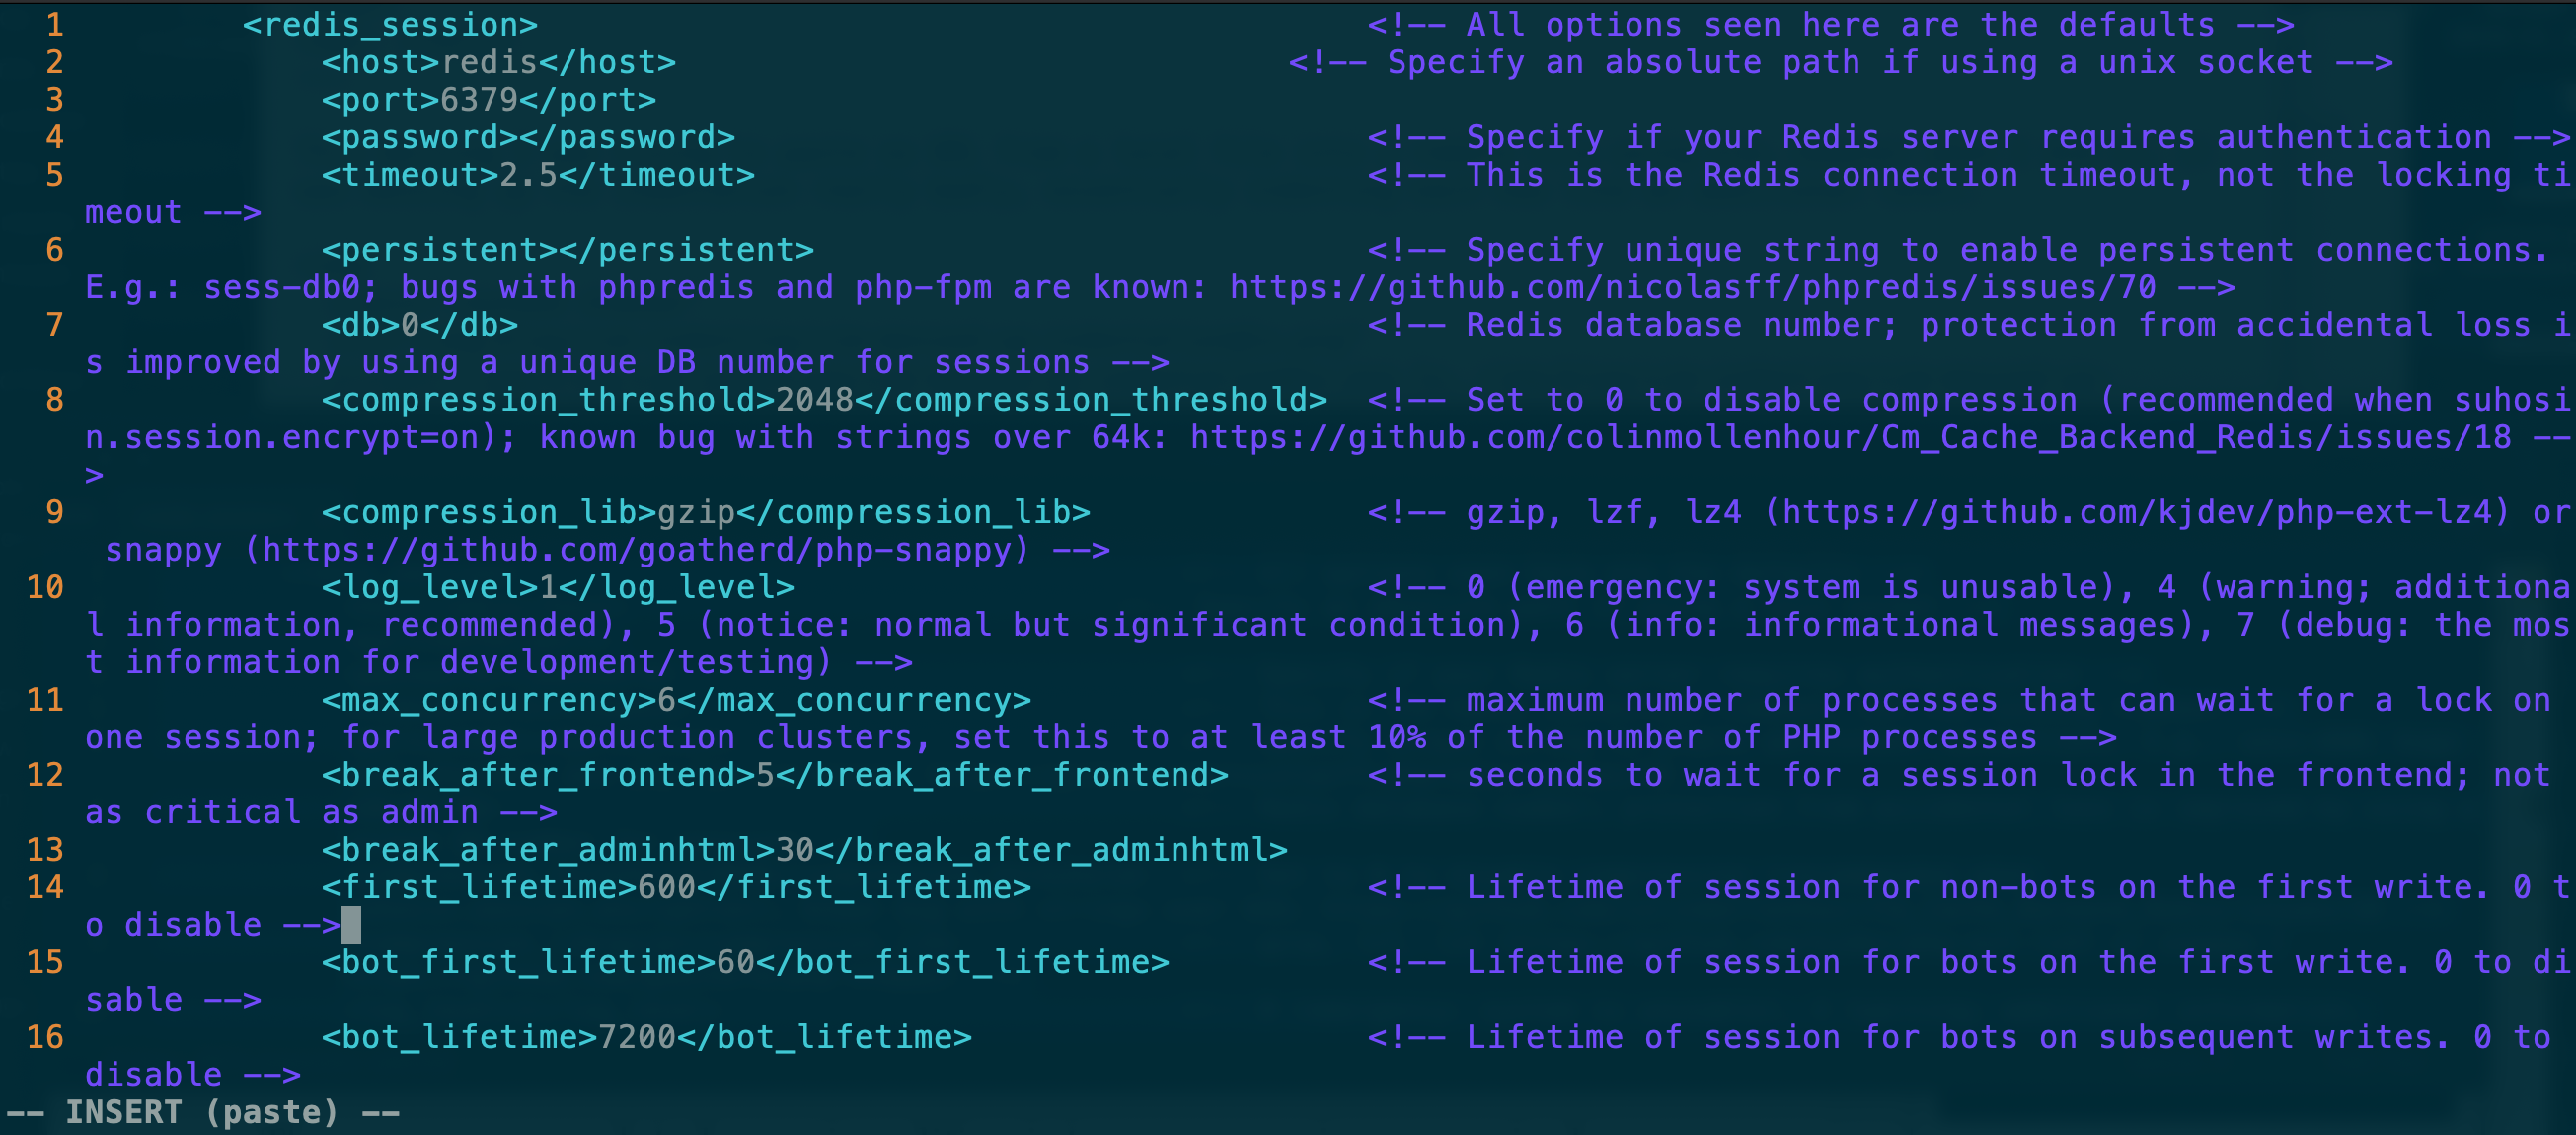 1         <redis_session>                                          <!-- All options seen here are the defaults -->
2             <host>redis</host>                               <!-- Specify an absolute path if using a unix socket -->
3             <port>6379</port>
4             <password></password>                                <!-- Specify if your Redis server requires authentication -->
5             <timeout>2.5</timeout>                               <!-- This is the Redis connection timeout, not the locking ti
meout -->
6             <persistent></persistent>                            <!-- Specify unique string to enable persistent connections.
E.g.: sess-db0; bugs with phpredis and php-fpm are known: https://github.com/nicolasff/phpredis/issues/70 -->
7             <db>0</db>                                           <!-- Redis database number; protection from accidental loss i
s improved by using a unique DB number for sessions -->
8             <compression_threshold>2048</compression_threshold>  <!-- Set to 0 to disable compression (recommended when suhosi
n.session.encrypt=on); known bug with strings over 64k: https://github.com/colinmollenhour/Cm_Cache_Backend_Redis/issues/18 --
>
9             <compression_lib>gzip</compression_lib>              <!-- gzip, lzf, lz4 (https://github.com/kjdev/php-ext-lz4) or
 snappy (https://github.com/goatherd/php-snappy) -->
10             <log_level>1</log_level>                             <!-- 0 (emergency: system is unusable), 4 (warning; additiona
l information, recommended), 5 (notice: normal but significant condition), 6 (info: informational messages), 7 (debug: the mos
t information for development/testing) -->
11             <max_concurrency>6</max_concurrency>                 <!-- maximum number of processes that can wait for a lock on
one session; for large production clusters, set this to at least 10% of the number of PHP processes -->
12             <break_after_frontend>5</break_after_frontend>       <!-- seconds to wait for a session lock in the frontend; not
as critical as admin -->
13             <break_after_adminhtml>30</break_after_adminhtml>
14             <first_lifetime>600</first_lifetime>                 <!-- Lifetime of session for non-bots on the first write. 0 t
o disable -->
15             <bot_first_lifetime>60</bot_first_lifetime>          <!-- Lifetime of session for bots on the first write. 0 to di
sable -->
16             <bot_lifetime>7200</bot_lifetime>                    <!-- Lifetime of session for bots on subsequent writes. 0 to
disable -->
-- INSERT (paste) --